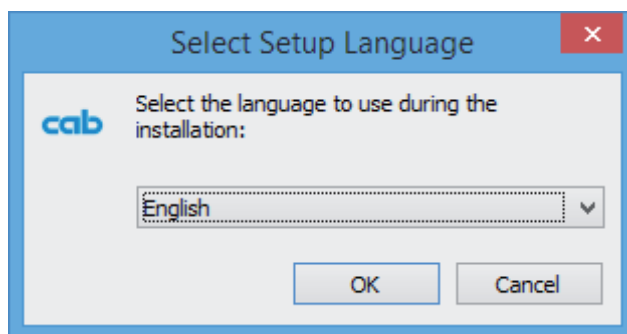 Select Setup Language
cab
Select the language to use during the
installation:
English
OK Cancel